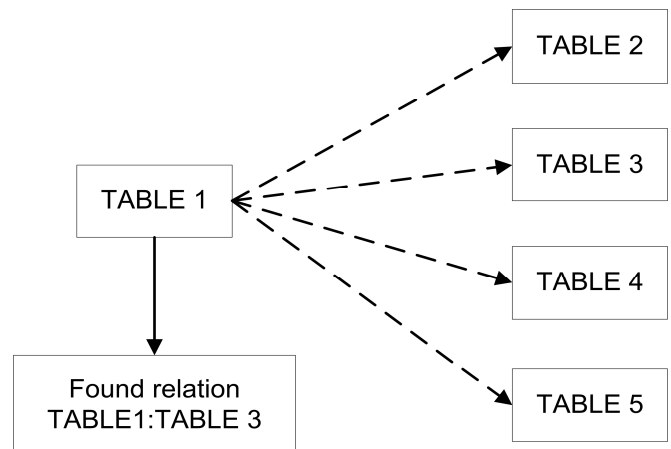 TABLE 2
TABLE 3
TABLE 1
TABLE 4
Found relation
TABLE1:TABLE 3
TABLE 5